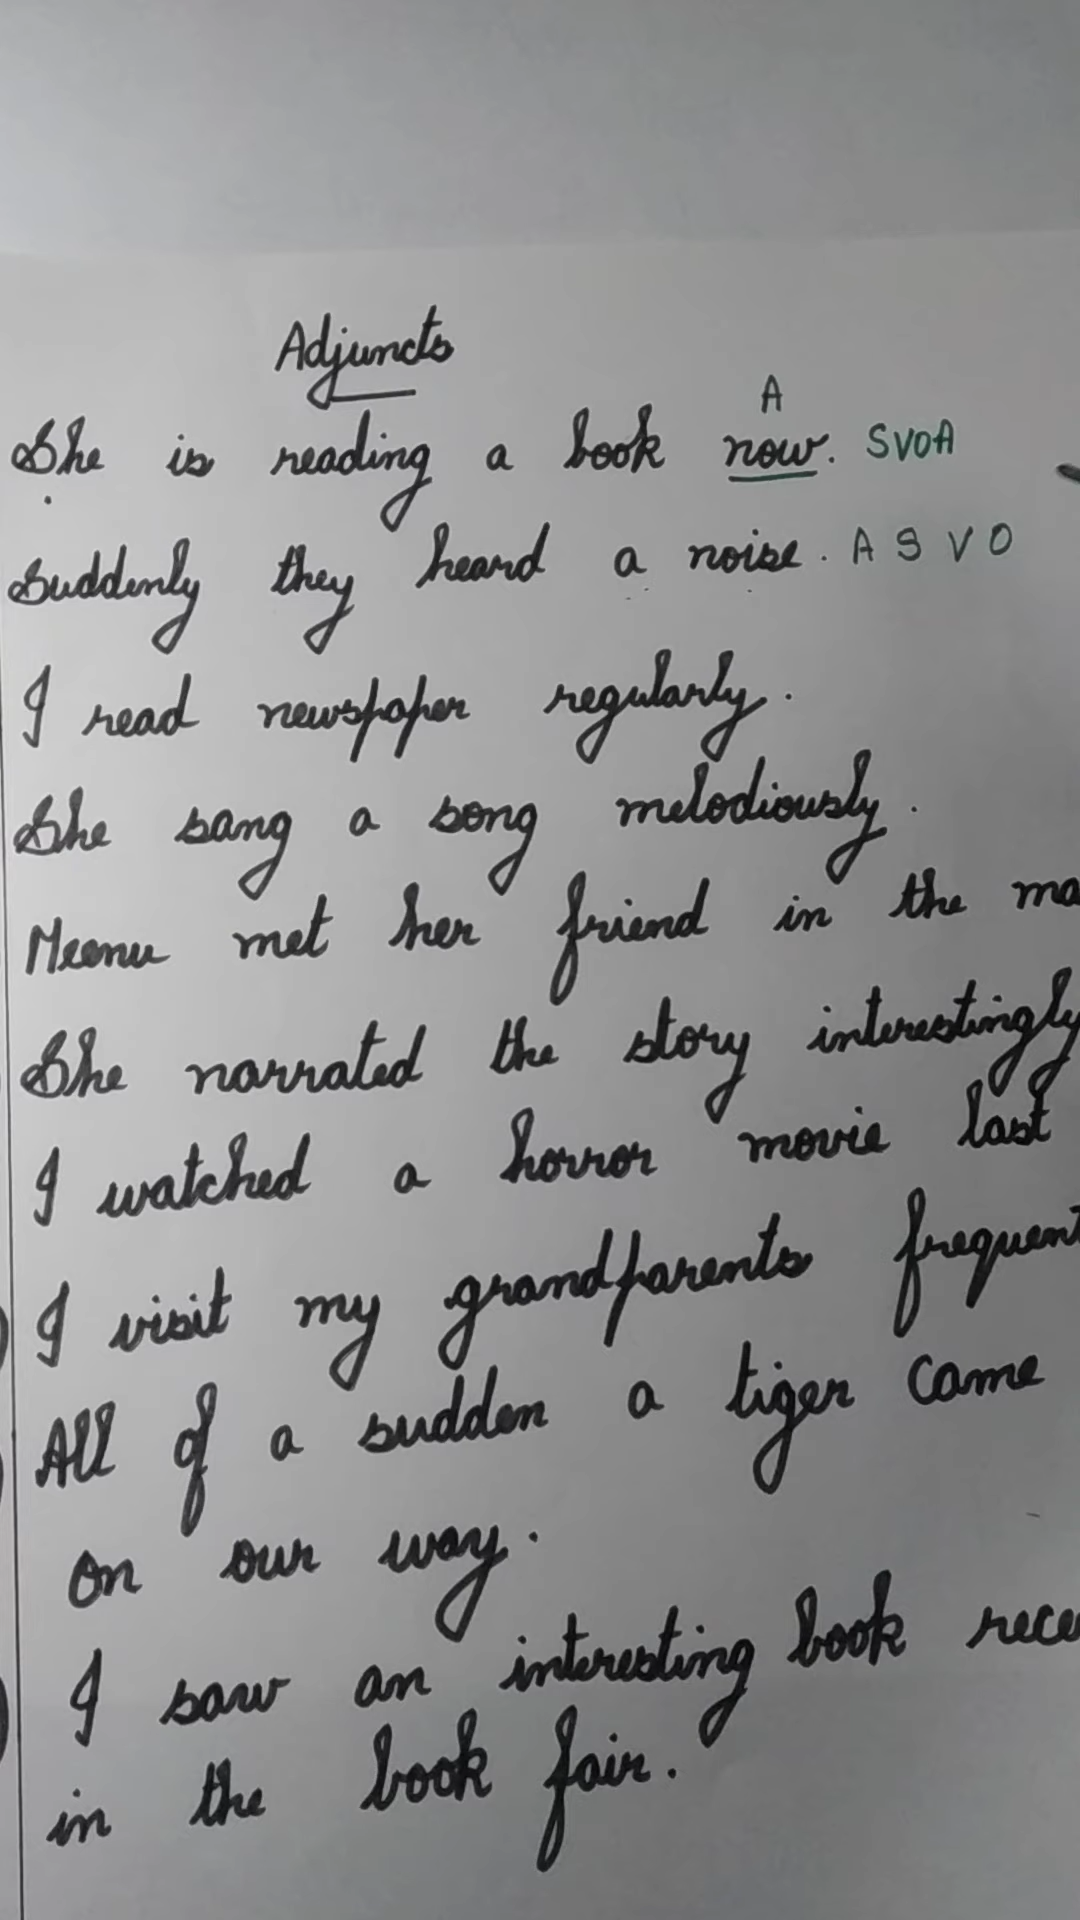 Adjuncts
A
She is reading a book now. SVOA
Suddenly they heard a noise. A S V O
I read newspaper regularly.
She sang a song melodiously.
Meenu met her friend in the
She narrated the story interestingly
I watched a horror movie last
I visit my grandparents
All of a sudden a tiger came
on our way.
I saw an interesting book
in the book fair.